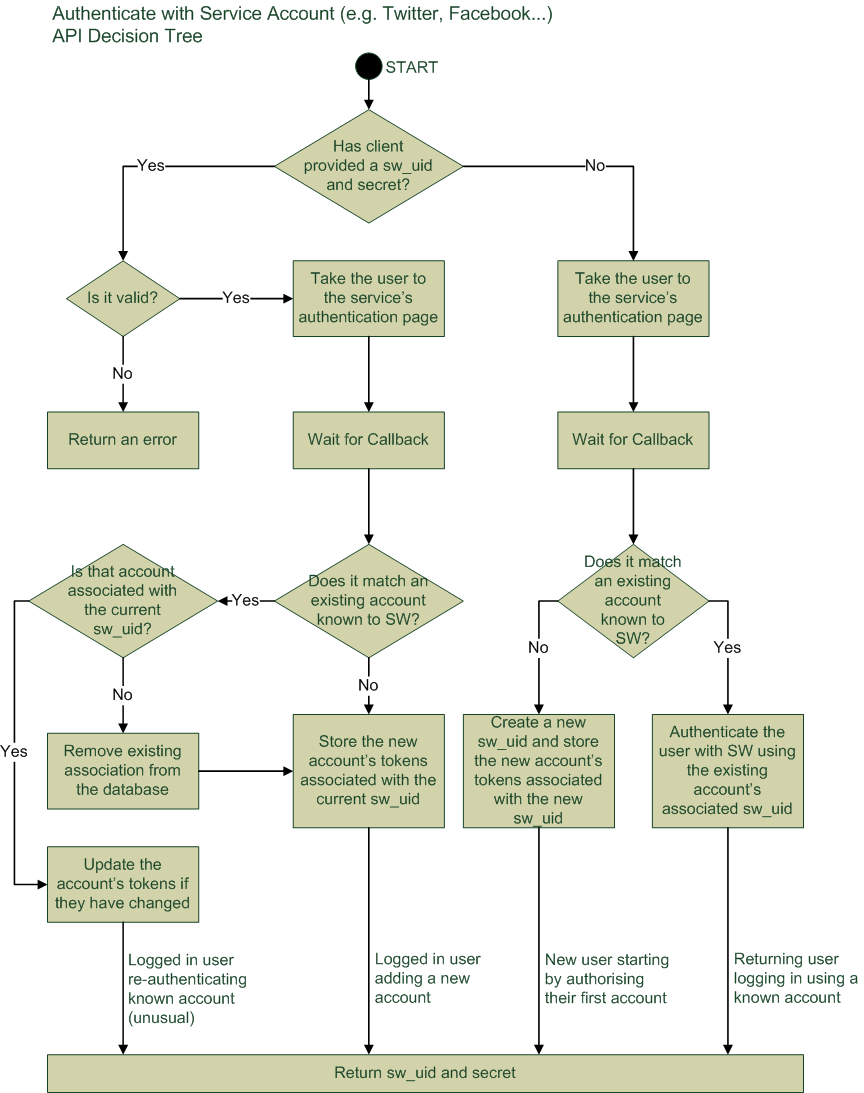 Authenticate with Service Account (e.g. Twitter, Facebook...)
API Decision Tree
START
Has client
provided a sw_uid
and secret?
Yes
No
Is it valid?
Yes
Take the user to
the service's
authentication page
Take the user to
the service's
authentication page
No
Return an error
Wait for Callback
Wait for Callback
Is that account
associated with
the current
sw_uid?
Yes
Does it match an
existing account
known to SW?
Does it match
an existing
account
known to
SW?
No
Yes
No
No
Yes
Remove existing
association from
the database
Store the new
account's tokens
associated with the
current sw_uid
Create a new
sw_uid and store
the new account's
tokens associated
with the new
sw_uid
Authenticate the
user with SW using
the existing
account's
associated sw_uid
Update the
account's tokens if
they have changed
Logged in user
re-authenticating
known account
(unusual)
Logged in user
adding a new
account
New user starting
by authorising
their first account
Returning user
logging in using a
known account
Return sw_uid and secret